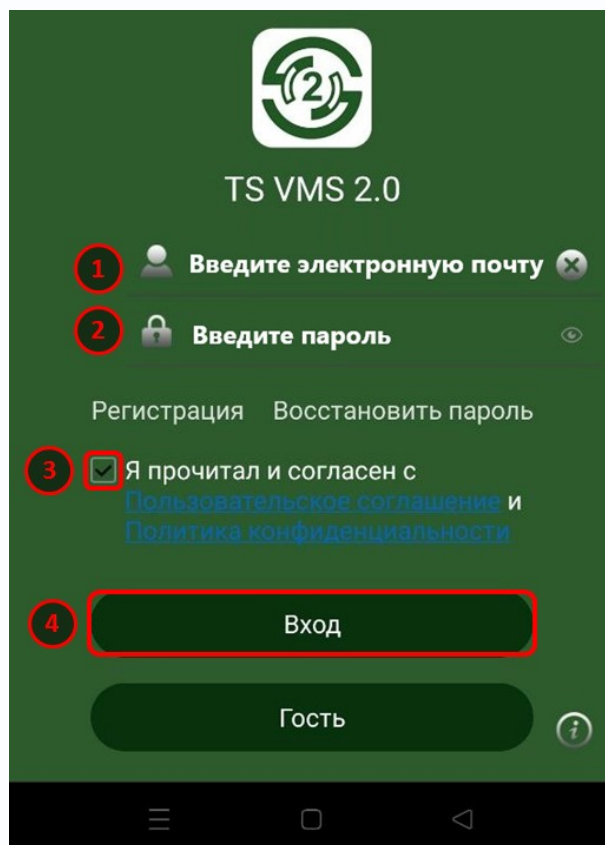 2
TS VMS 2.0
1 Введите электронную почту
2 Введите пароль
Регистрация Восстановить пароль
3 Я прочитал и согласен с
Пользовательское соглашение и
Политика конфиденциальности
4 Вход
Гость
i